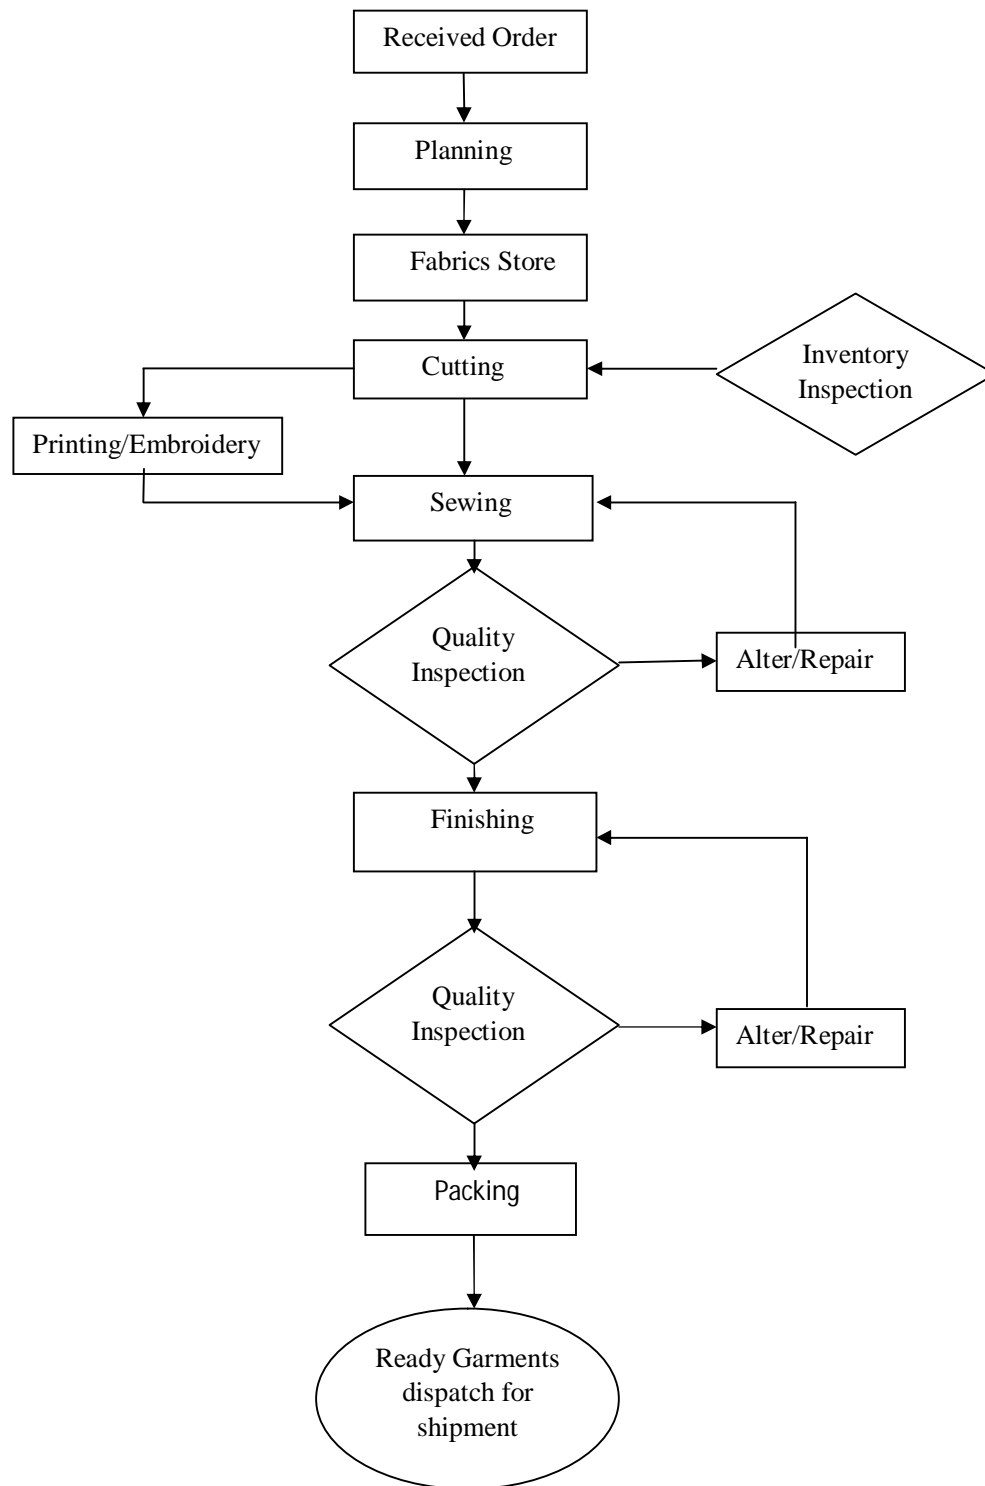 Received Order
Planning
Fabrics Store
Inventory
Inspection
Cutting
Printing/Embroidery
Sewing
Quality
Inspection
Alter/Repair
Finishing
Quality
Inspection
Alter/Repair
Packing
Ready Garments
dispatch for
shipment